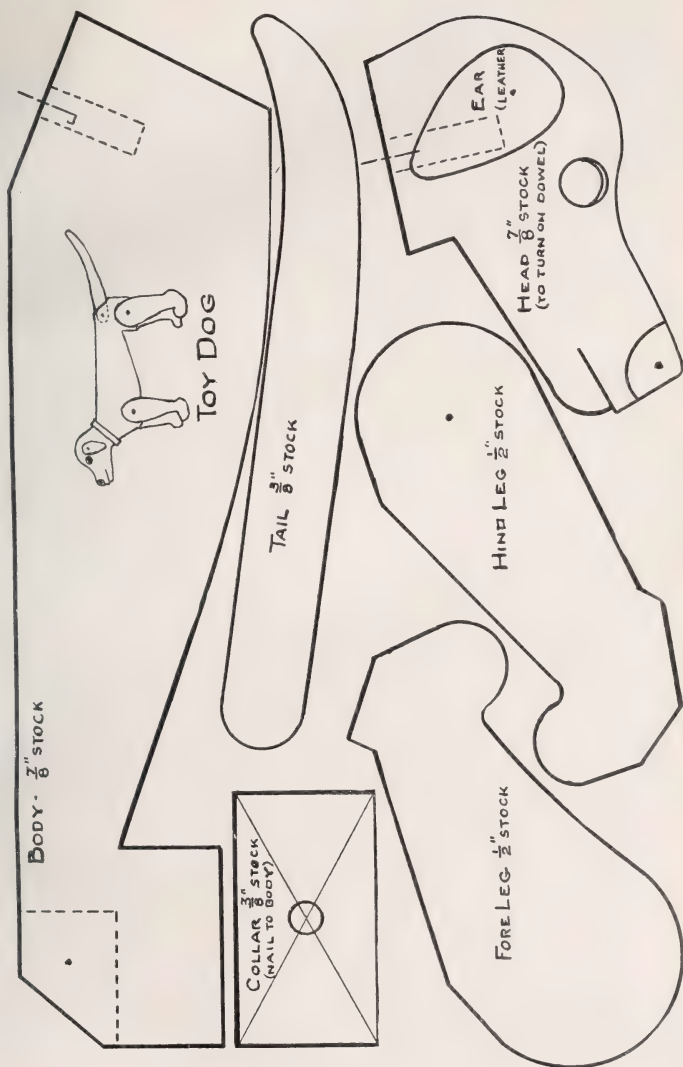 BODY - 7/8" STOCK
TOY DOG
TAIL 3/8" STOCK
COLLAR 3/8" STOCK
(NAIL TO BODY)
FORE LEG 1/2" STOCK
HIND LEG 1/2" STOCK
HEAD 7/8" STOCK
(TO TURN ON DOWEL)
EAR
(LEATHER)